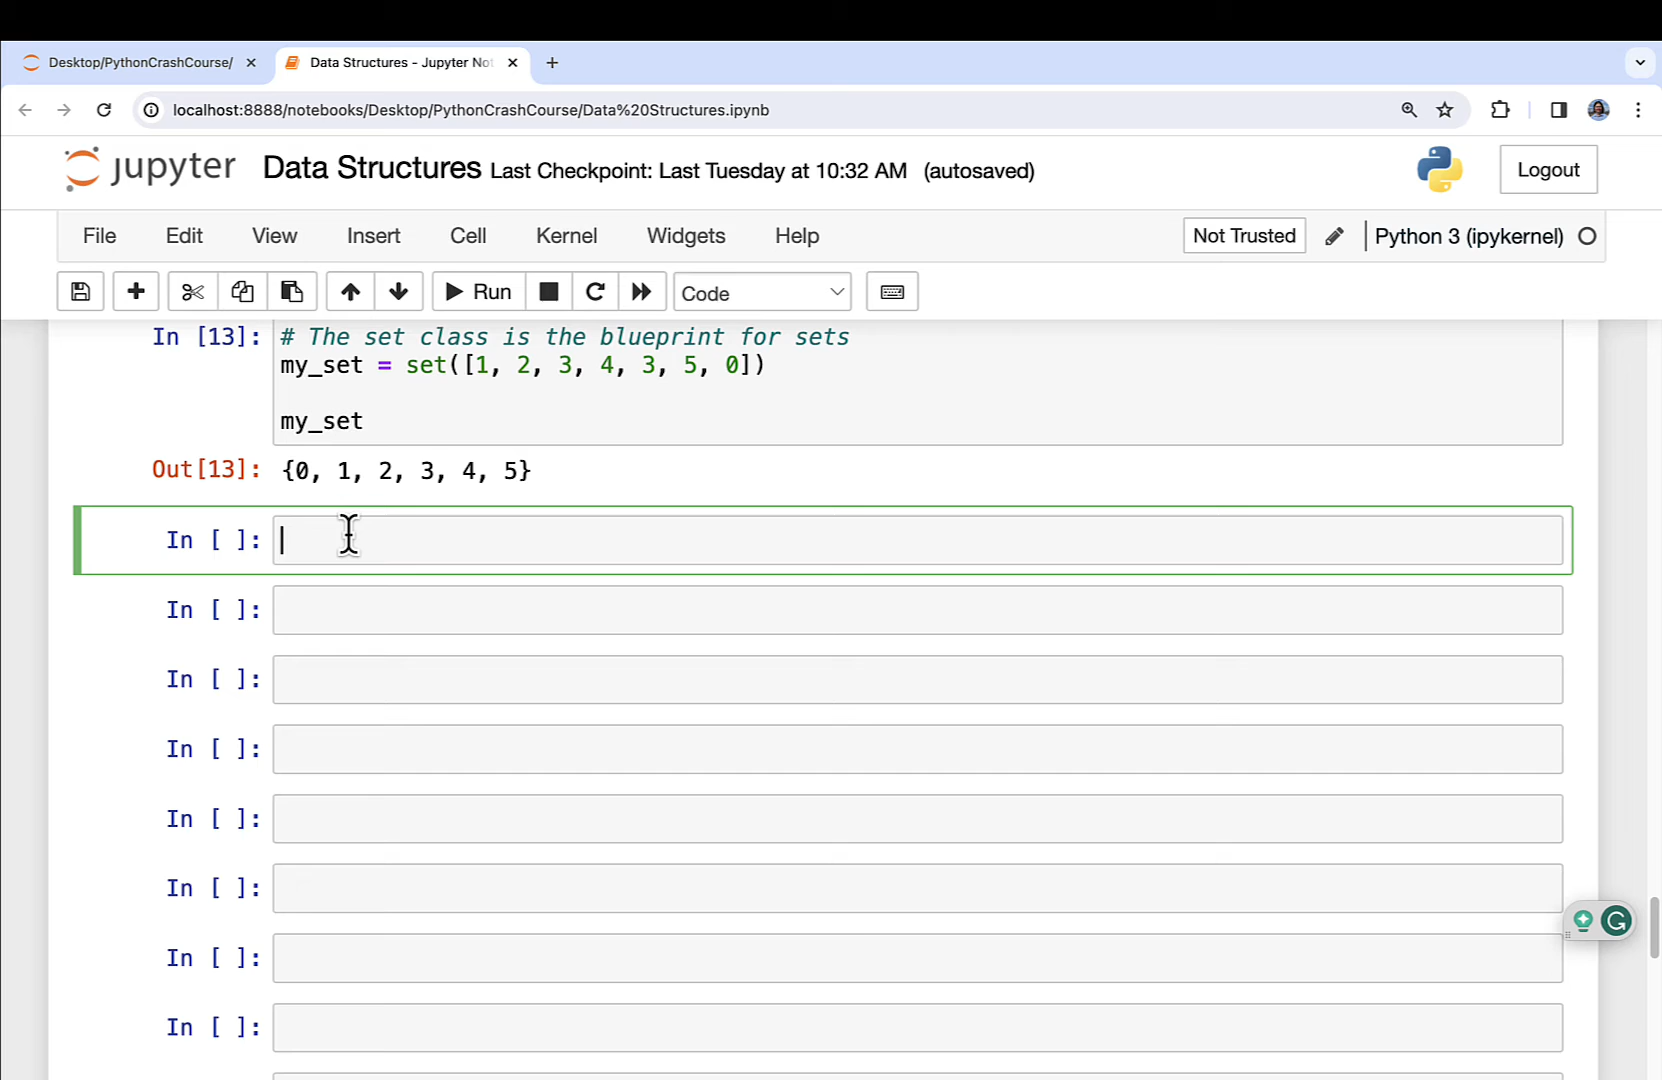 Desktop/PythonCrashCourse/
Data Structures - Jupyter Not
localhost:8888/notebooks/Desktop/PythonCrashCourse/Data%20Structures.ipynb
jupyter Data Structures Last Checkpoint: Last Tuesday at 10:32 AM (autosaved)
Logout
File Edit View Insert Cell Kernel Widgets Help
Not Trusted
Python 3 (ipykernel)
Run
Code
In [13]: # The set class is the blueprint for sets
my_set = set([1, 2, 3, 4, 3, 5, 0])
my_set
Out[13]: {0, 1, 2, 3, 4, 5}
In [ ]:
In [ ]:
In [ ]:
In [ ]:
In [ ]:
In [ ]:
In [ ]:
In [ ]: